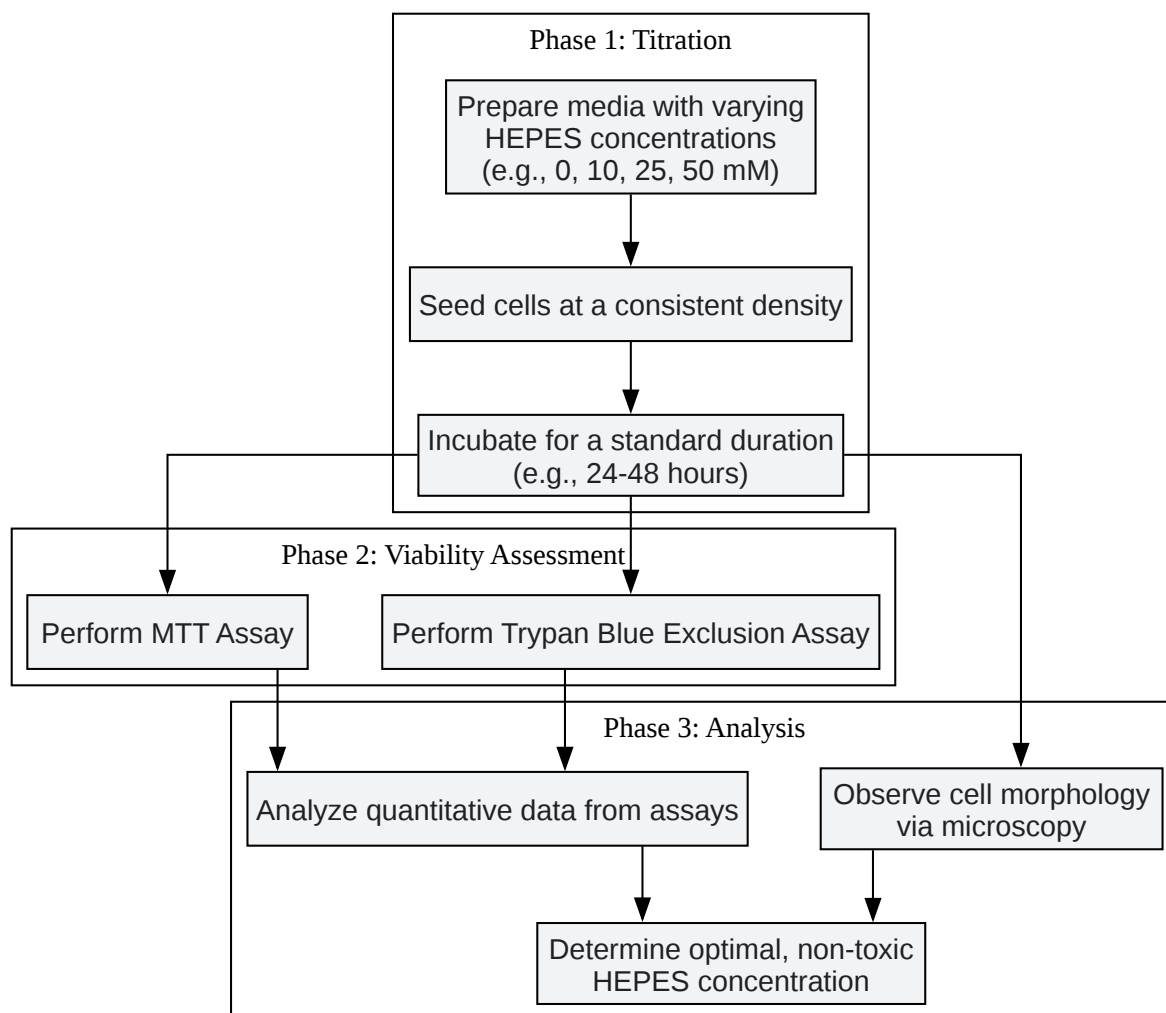 Phase 1: Titration
Prepare media with varying
HEPES concentrations
(e.g., 0, 10, 25, 50 mM)
Seed cells at a consistent density
Incubate for a standard duration
(e.g., 24-48 hours)
Phase 2: Viability Assessment
Perform MTT Assay
Perform Trypan Blue Exclusion Assay
Phase 3: Analysis
Analyze quantitative data from assays
Observe cell morphology
via microscopy
Determine optimal, non-toxic
HEPES concentration